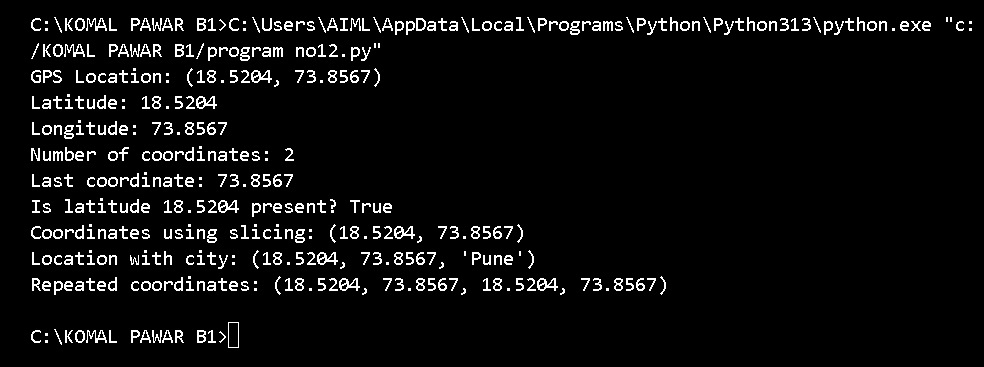 C:\KOMAL PAWAR B1>C:\Users\AIML\AppData\Local\Programs\Python\Python313\python.exe "c:
/KOMAL PAWAR B1/program no12.py"
GPS Location: (18.5204, 73.8567)
Latitude: 18.5204
Longitude: 73.8567
Number of coordinates: 2
Last coordinate: 73.8567
Is latitude 18.5204 present? True
Coordinates using slicing: (18.5204, 73.8567)
Location with city: (18.5204, 73.8567, 'Pune')
Repeated coordinates: (18.5204, 73.8567, 18.5204, 73.8567)
C:\KOMAL PAWAR B1>